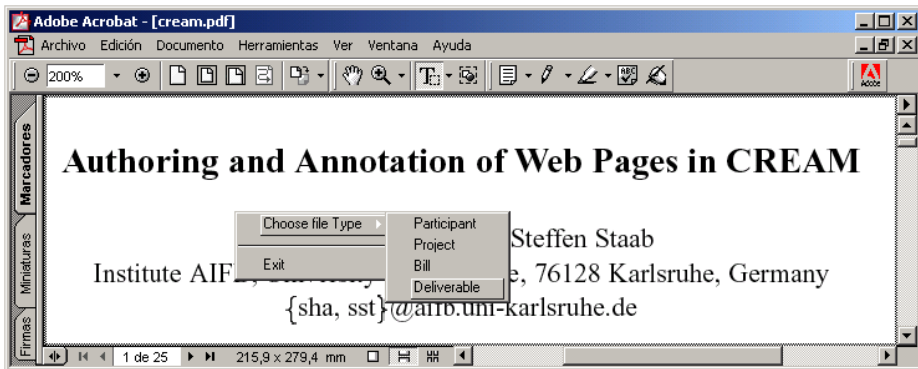 Adobe Acrobat - [cream.pdf]
Archivo Edición Documento Herramientas Ver Ventana Ayuda
200%
Adobe
Marcadores
Miniaturas
Firmas
Authoring and Annotation of Web Pages in CREAM
Steffen Staab
Institute AIF
e, 76128 Karlsruhe, Germany
{sha, sst}@aifb.uni-karlsruhe.de
Choose file Type
Exit
Participant
Project
Bill
Deliverable
1 de 25
215,9 x 279,4 mm